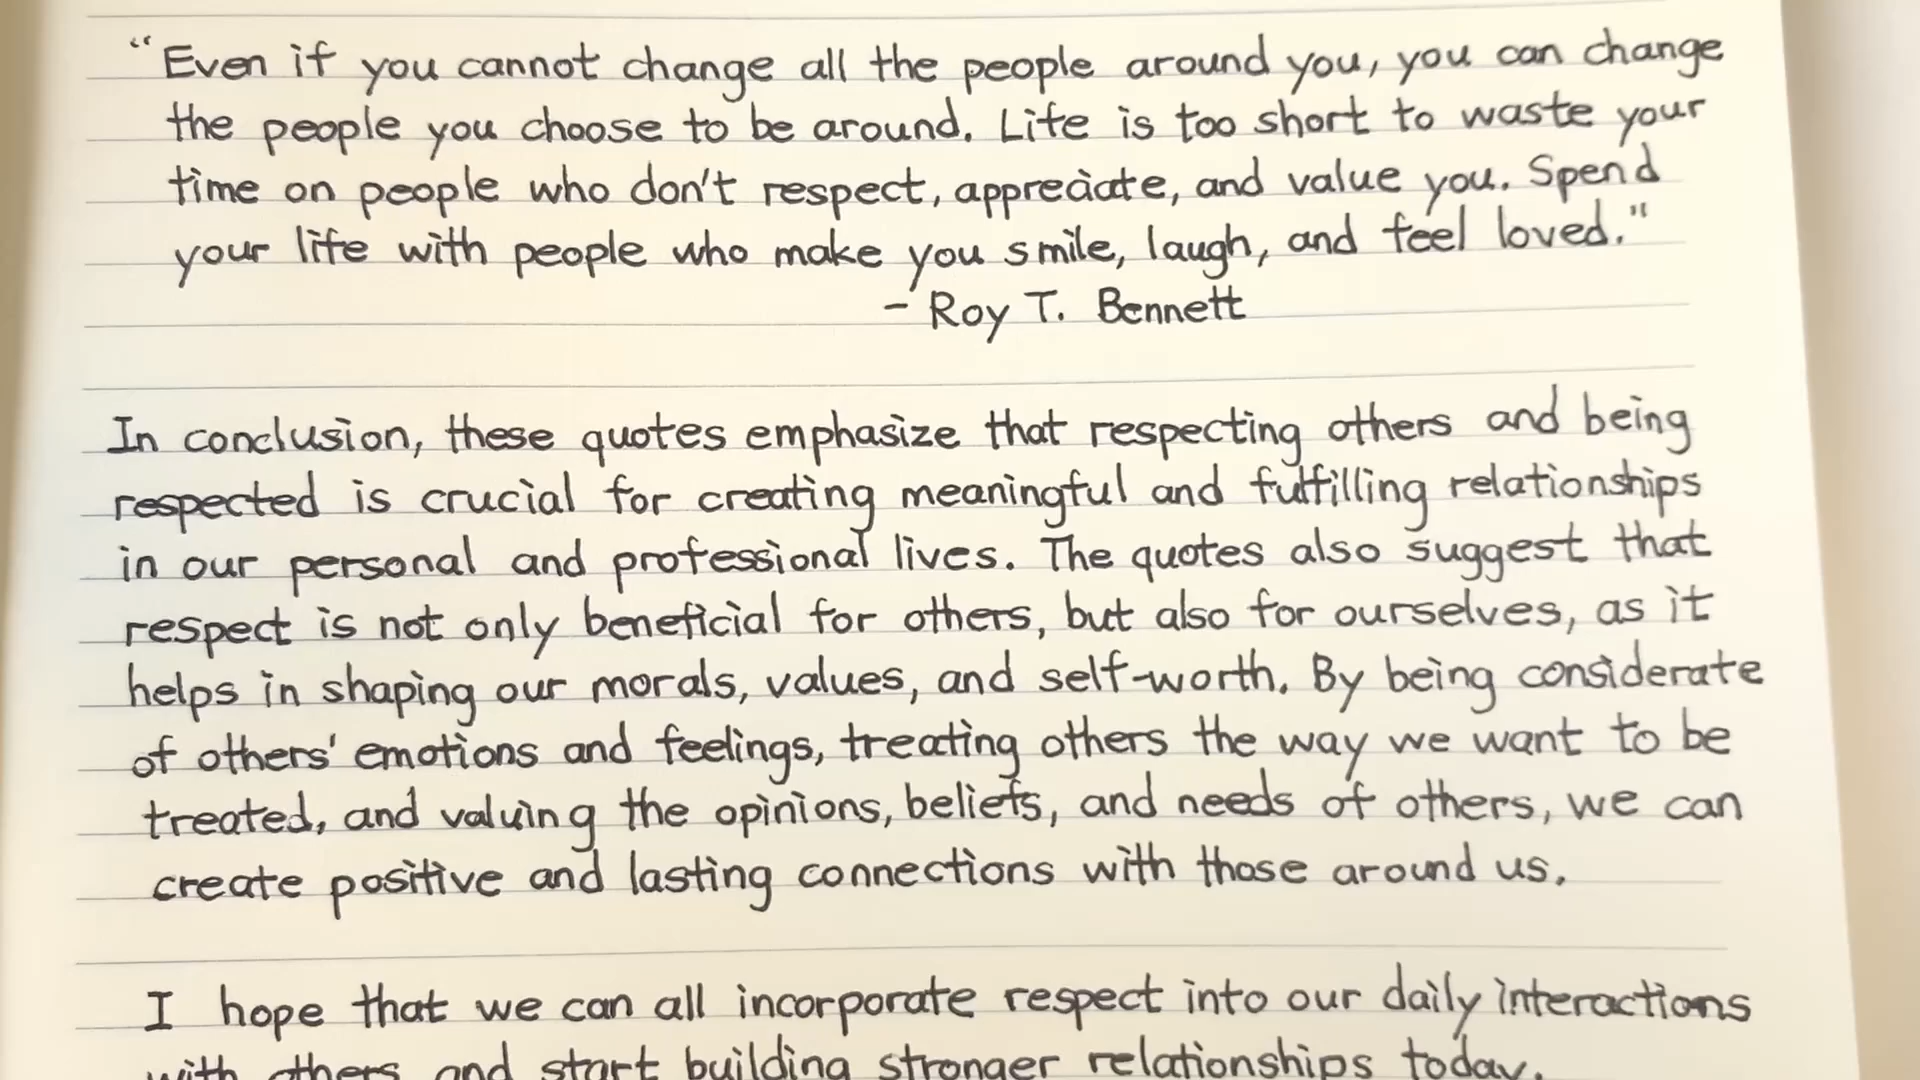 “Even if you cannot change all the people around you, you can change
the people you choose to be around. Life is too short to waste your
time on people who don't respect, appreciate, and value you. Spend
your life with people who make you smile, laugh, and feel loved."
- Roy T. Bennett
In conclusion, these quotes emphasize that respecting others and being
respected is crucial for creating meaningful and fulfilling relationships
in our personal and professional lives. The quotes also suggest that
respect is not only beneficial for others, but also for ourselves, as it
helps in shaping our morals, values, and self-worth. By being considerate
of others' emotions and feelings, treating others the way we want to be
treated, and valuing the opinions, beliefs, and needs of others, we can
create positive and lasting connections with those around us.
I hope that we can all incorporate respect into our daily interactions
with others and start building stronger relationships today.